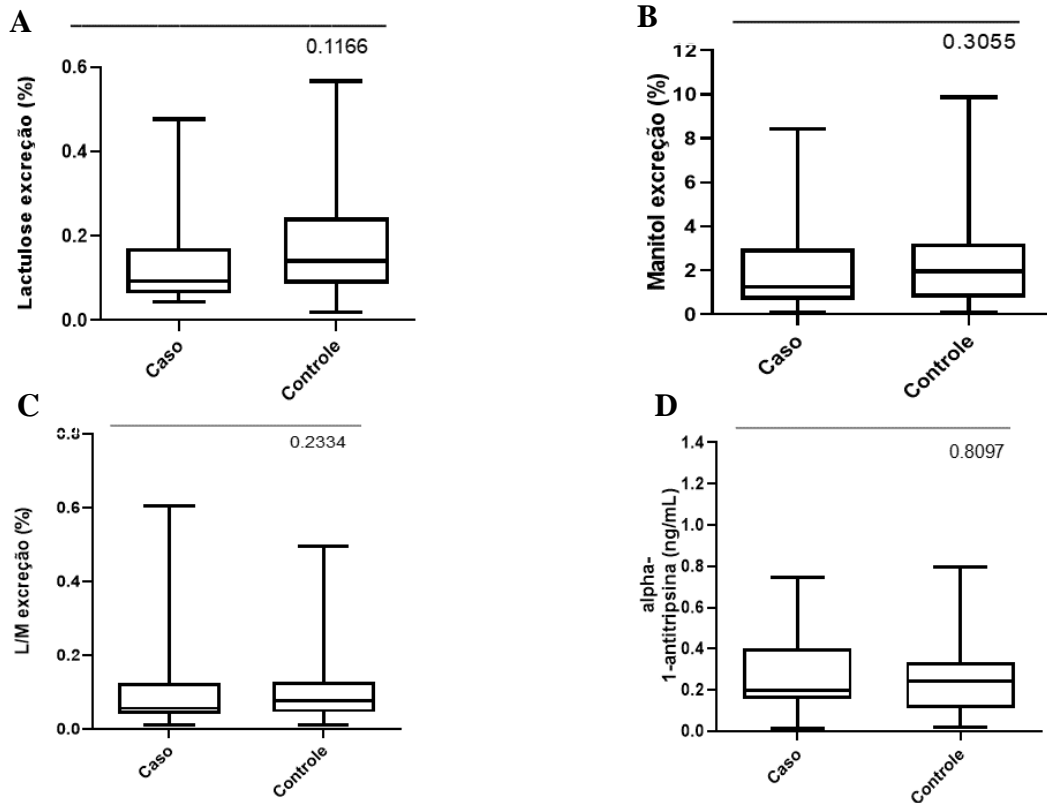 A
0.1166
Lactulose excreção (%)
0.6
0.4
0.2
0.0
Caso
Controle
B
0.3055
Manitol excreção (%)
12
10
8
6
4
2
0
Caso
Controle
C
0.2334
L/M excreção (%)
0.8
0.6
0.4
0.2
0.0
Caso
Controle
D
0.8097
alpha-
1-antitripsina (ng/mL)
1.4
1.2
1.0
0.8
0.6
0.4
0.2
0.0
Caso
Controle